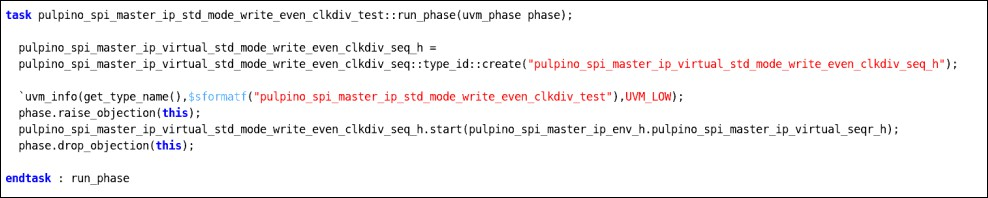 task pulpino_spi_master_ip_std_mode_write_even_clkdiv_test::run_phase(uvm_phase phase);
pulpino_spi_master_ip_virtual_std_mode_write_even_clkdiv_seq_h =
pulpino_spi_master_ip_virtual_std_mode_write_even_clkdiv_seq::type_id::create("pulpino_spi_master_ip_virtual_std_mode_write_even_clkdiv_seq_h");
`uvm_info(get_type_name(),$sformatf("pulpino_spi_master_ip_std_mode_write_even_clkdiv_test"),UVM_LOW);
phase.raise_objection(this);
pulpino_spi_master_ip_virtual_std_mode_write_even_clkdiv_seq_h.start(pulpino_spi_master_ip_env_h.pulpino_spi_master_ip_virtual_seqr_h);
phase.drop_objection(this);
endtask : run_phase